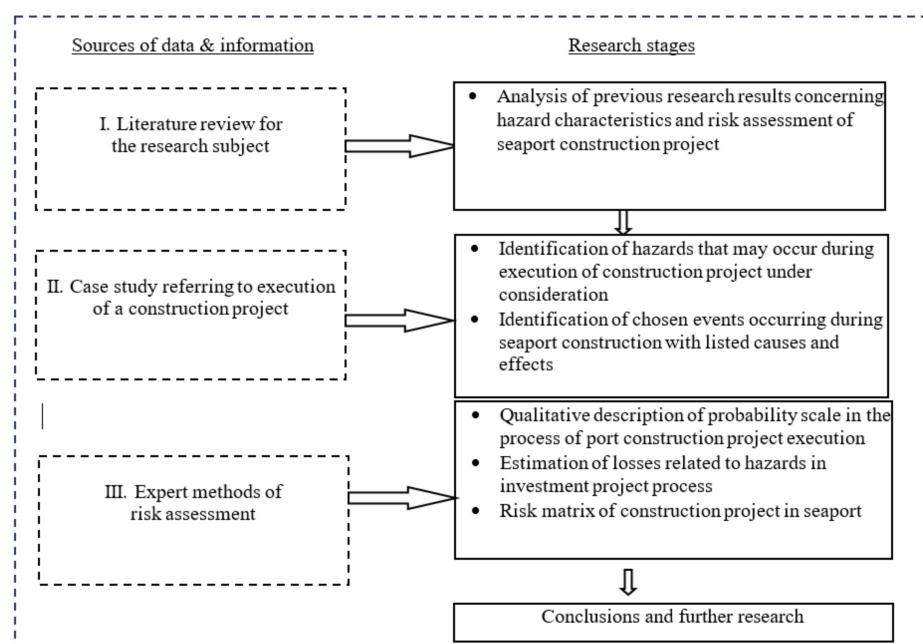 Sources of data & information
Research stages
I. Literature review for
the research subject
• Analysis of previous research results concerning
hazard characteristics and risk assessment of
seaport construction project
II. Case study referring to execution
of a construction project
• Identification of hazards that may occur during
execution of construction project under
consideration
• Identification of chosen events occurring during
seaport construction with listed causes and
effects
III. Expert methods of
risk assessment
• Qualitative description of probability scale in the
process of port construction project execution
• Estimation of losses related to hazards in
investment project process
• Risk matrix of construction project in seaport
Conclusions and further research